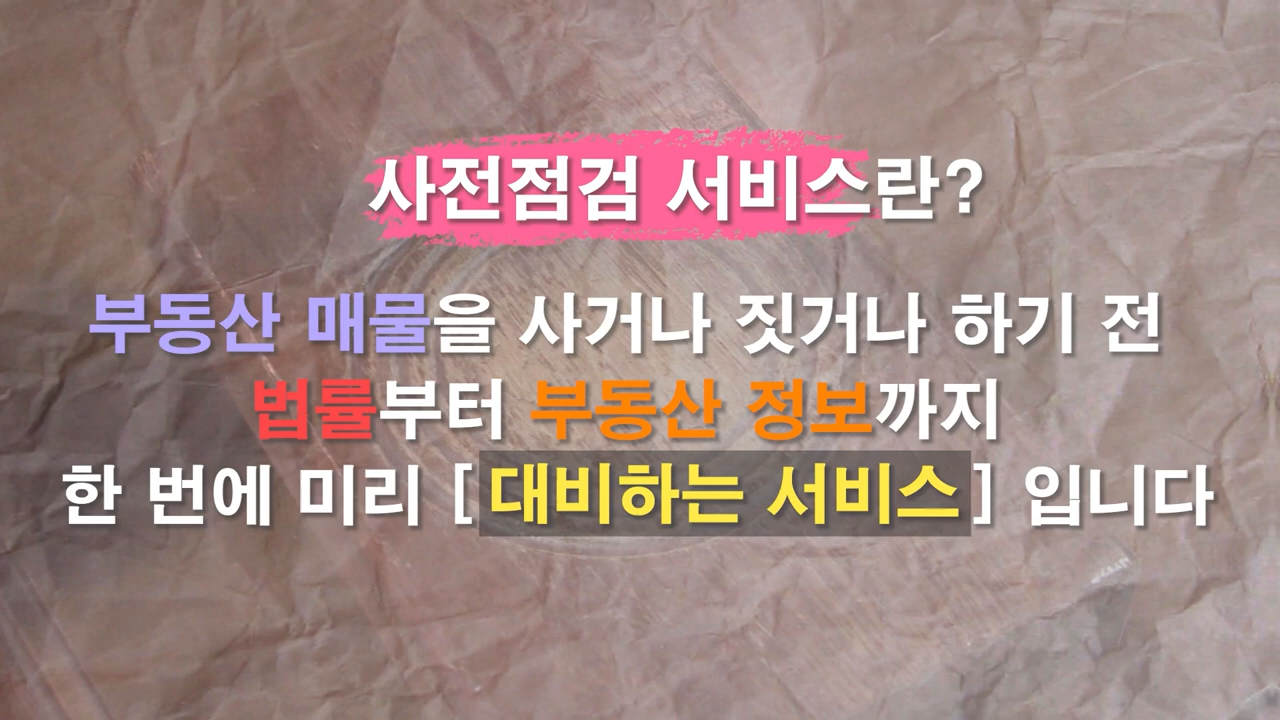 사전점검 서비스란?
부동산 매물을 사거나 짓거나 하기 전
법률부터 부동산 정보까지
한 번에 미리 [대비하는 서비스] 입니다